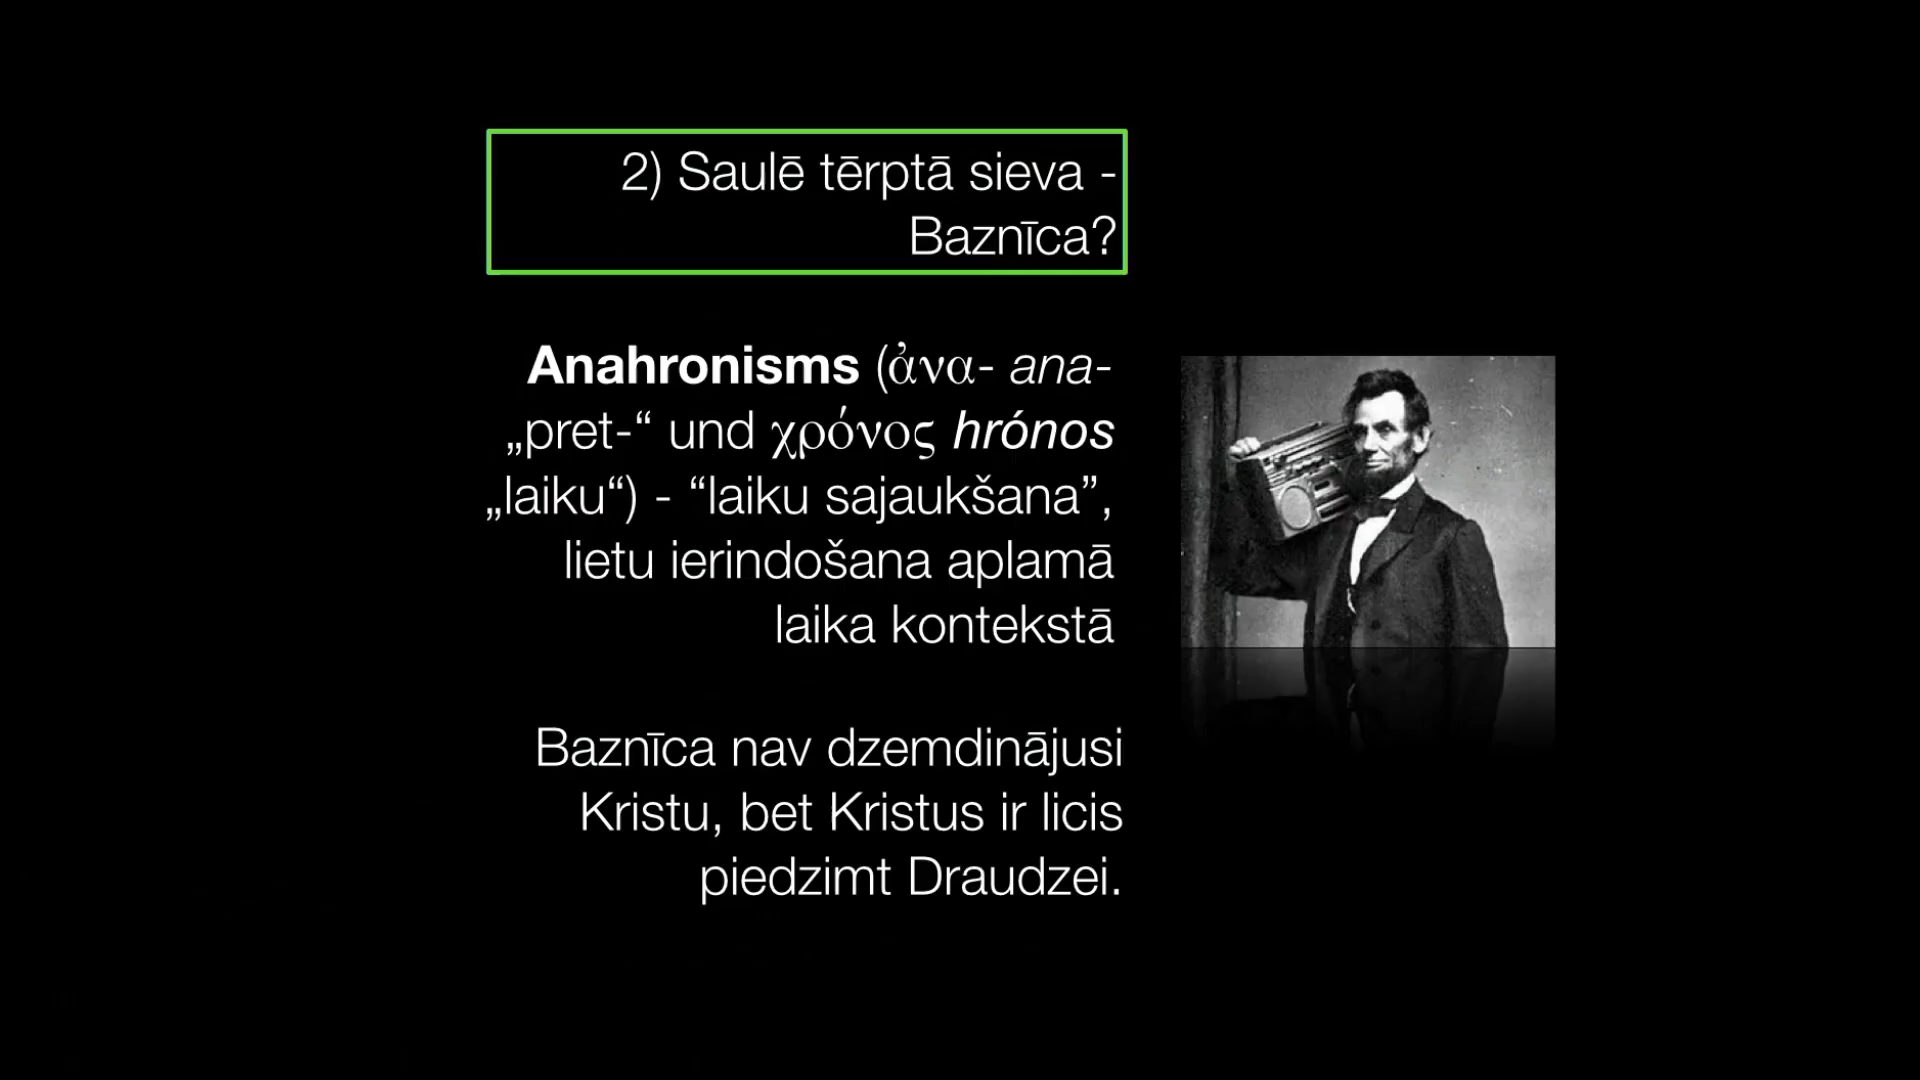 2) Saulē tērptā sieva -
Baznīca?
Anahronisms (ἀνα- ana-
„pret-“ und χρόνος hrónos
„laiku“) - “laiku sajaukšana”,
lietu ierindošana aplamā
laika kontekstā
Baznīca nav dzemdinājusi
Kristu, bet Kristus ir licis
piedzimt Draudzei.